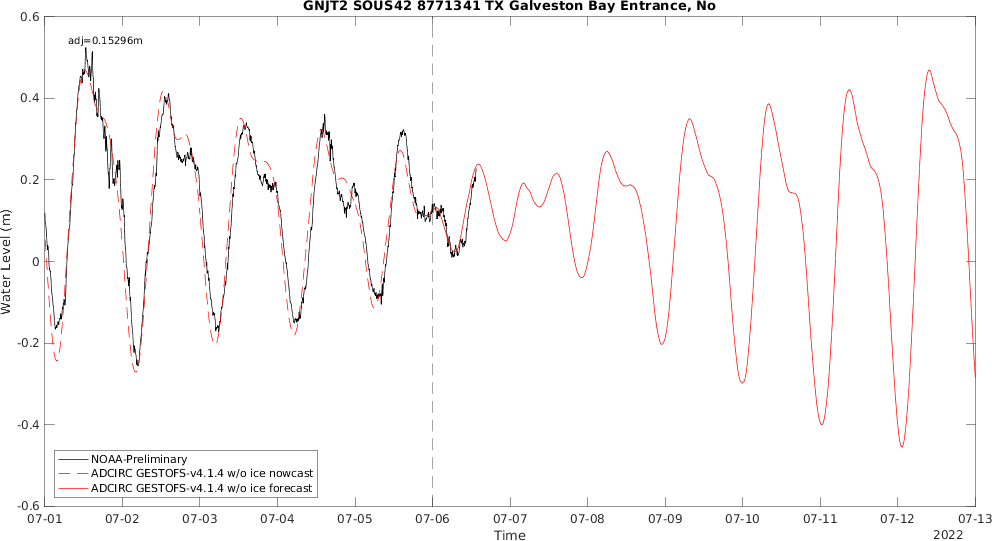 GNJT2 SOUS42 8771341 TX Galveston Bay Entrance, No
adj=0.15296m
0.6
0.4
0.2
0
-0.2
-0.4
-0.6
Water Level (m)
NOAA-Preliminary
ADCIRC GESTOFS-v4.1.4 w/o ice nowcast
ADCIRC GESTOFS-v4.1.4 w/o ice forecast
07-01 07-02 07-03 07-04 07-05 07-06 07-07 07-08 07-09 07-10 07-11 07-12 07-13
Time
2022